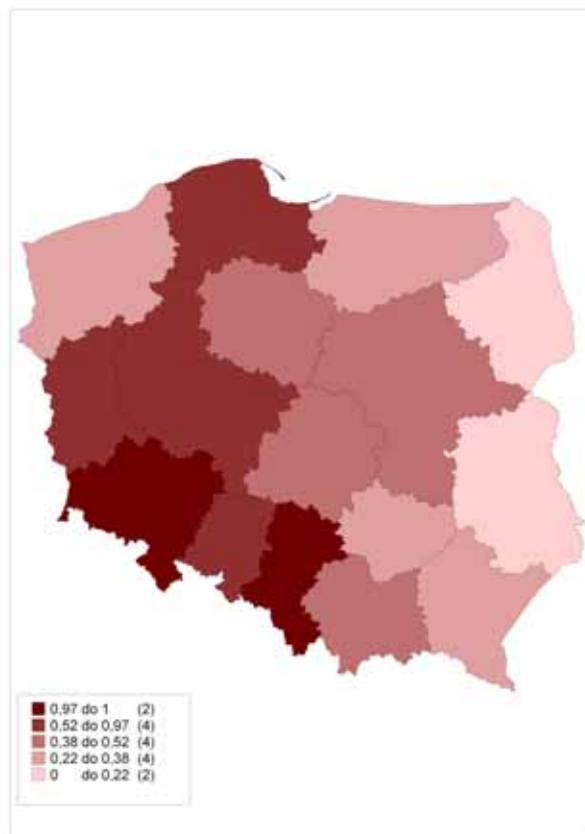 0,97 do 1 (2)
0,52 do 0,97 (4)
0,38 do 0,52 (4)
0,22 do 0,38 (4)
0 do 0,22 (2)